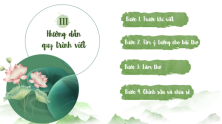 III
Hướng dẫn
quy trình viết
Bước 1: Trước khi viết
Bước 2: Tìm ý tưởng cho bài thơ
Bước 3: Làm thơ
Bước 4: Chỉnh sửa và chia sẻ